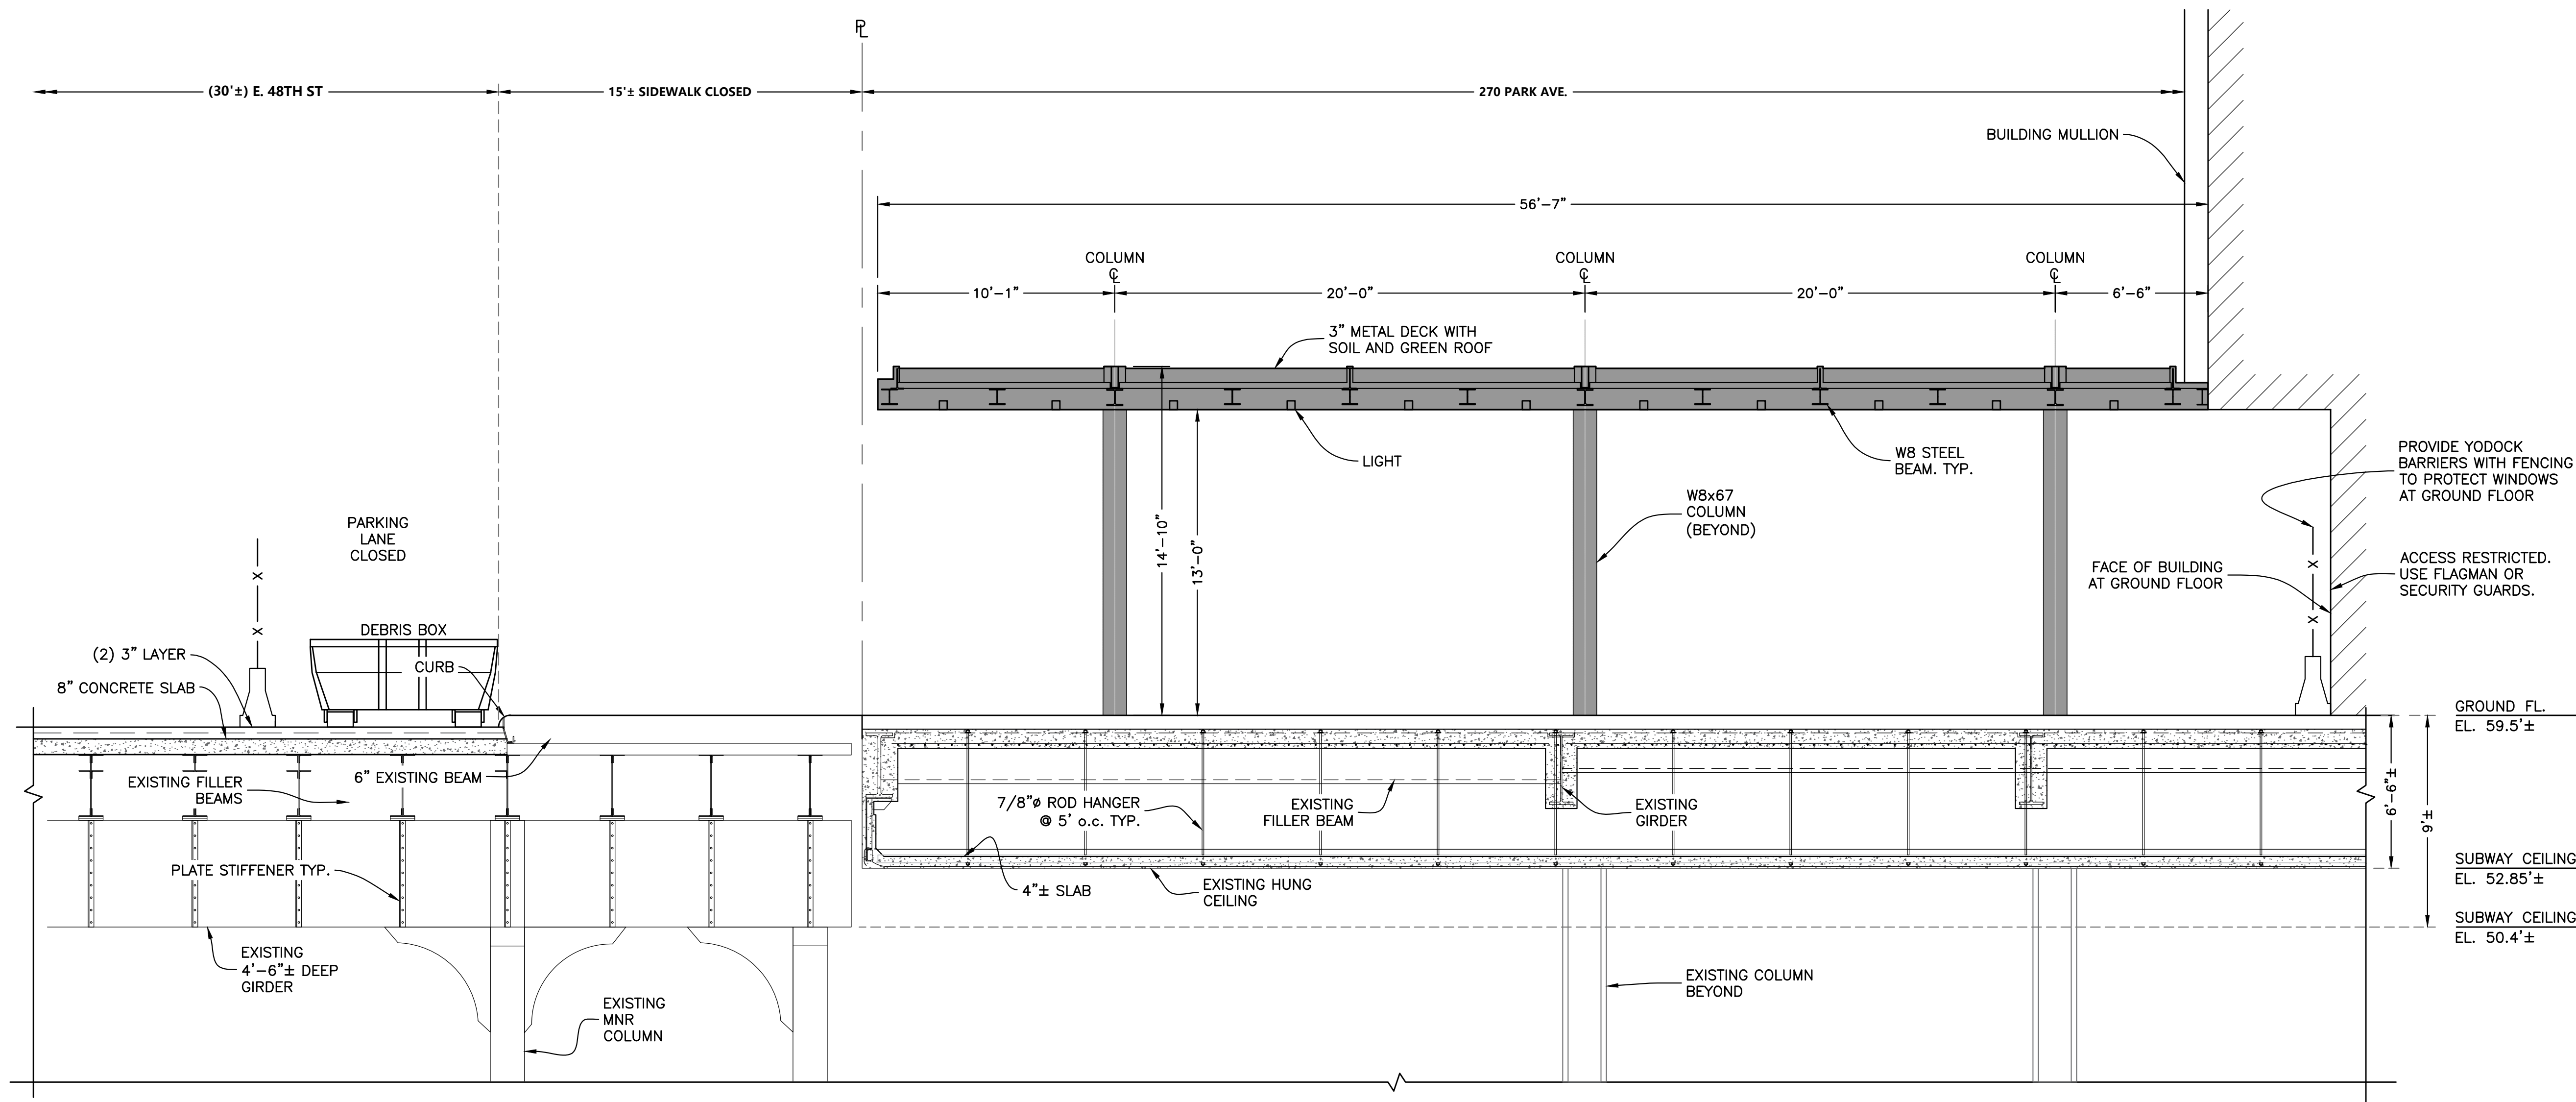 PL
(30'±) E. 48TH ST
15'± SIDEWALK CLOSED
270 PARK AVE.
BUILDING MULLION
56'-7"
COLUMN
CL
COLUMN
CL
COLUMN
CL
10'-1"
20'-0"
20'-0"
6'-6"
3" METAL DECK WITH
SOIL AND GREEN ROOF
LIGHT
W8 STEEL
BEAM. TYP.
W8x67
COLUMN
(BEYOND)
14'-10"
13'-0"
PROVIDE YODOCK
BARRIERS WITH FENCING
TO PROTECT WINDOWS
AT GROUND FLOOR
FACE OF BUILDING
AT GROUND FLOOR
ACCESS RESTRICTED.
USE FLAGMAN OR
SECURITY GUARDS.
X
X
X
X
PARKING
LANE
CLOSED
DEBRIS BOX
CURB
(2) 3" LAYER
8" CONCRETE SLAB
GROUND FL.
EL. 59.5'±
6" EXISTING BEAM
EXISTING FILLER
BEAMS
7/8"ø ROD HANGER
@ 5' o.c. TYP.
EXISTING
FILLER BEAM
EXISTING
GIRDER
6'-6"±
9'±
PLATE STIFFENER TYP.
4"± SLAB
EXISTING HUNG
CEILING
SUBWAY CEILING
EL. 52.85'±
SUBWAY CEILING
EL. 50.4'±
EXISTING
4'-6"± DEEP
GIRDER
EXISTING
MNR
COLUMN
EXISTING COLUMN
BEYOND